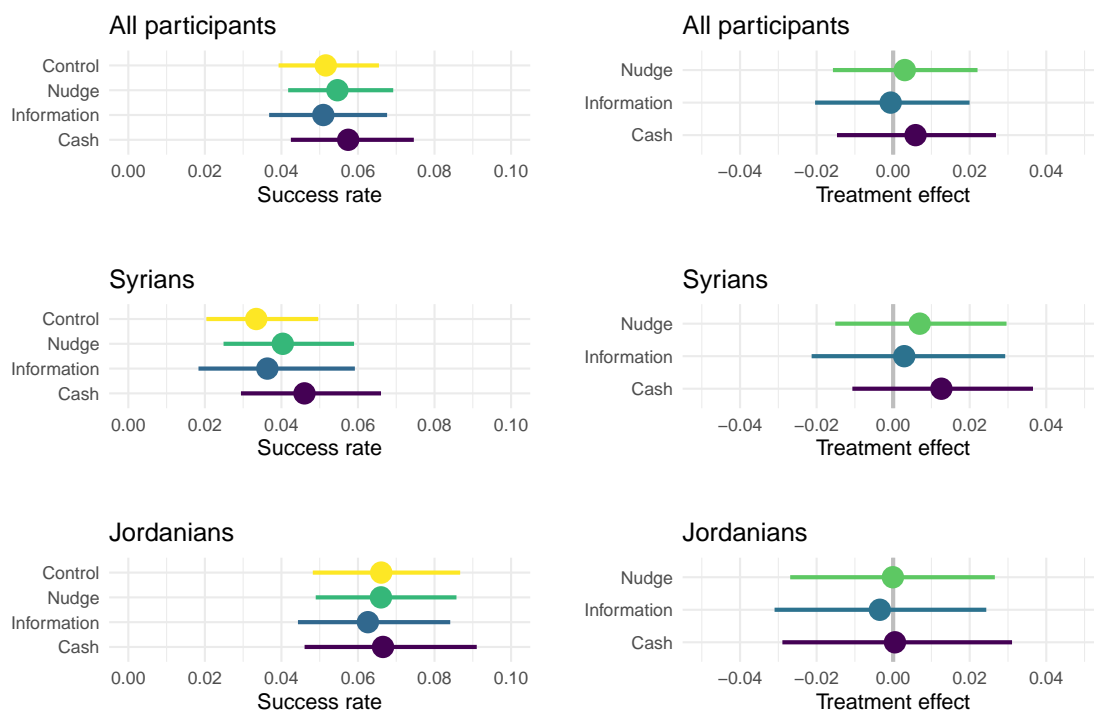 All participants
Control
Nudge
Information
Cash
0.00 0.02 0.04 0.06 0.08 0.10
Success rate
All participants
Nudge
Information
Cash
−0.04 −0.02 0.00 0.02 0.04
Treatment effect
Syrians
Control
Nudge
Information
Cash
0.00 0.02 0.04 0.06 0.08 0.10
Success rate
Syrians
Nudge
Information
Cash
−0.04 −0.02 0.00 0.02 0.04
Treatment effect
Jordanians
Control
Nudge
Information
Cash
0.00 0.02 0.04 0.06 0.08 0.10
Success rate
Jordanians
Nudge
Information
Cash
−0.04 −0.02 0.00 0.02 0.04
Treatment effect